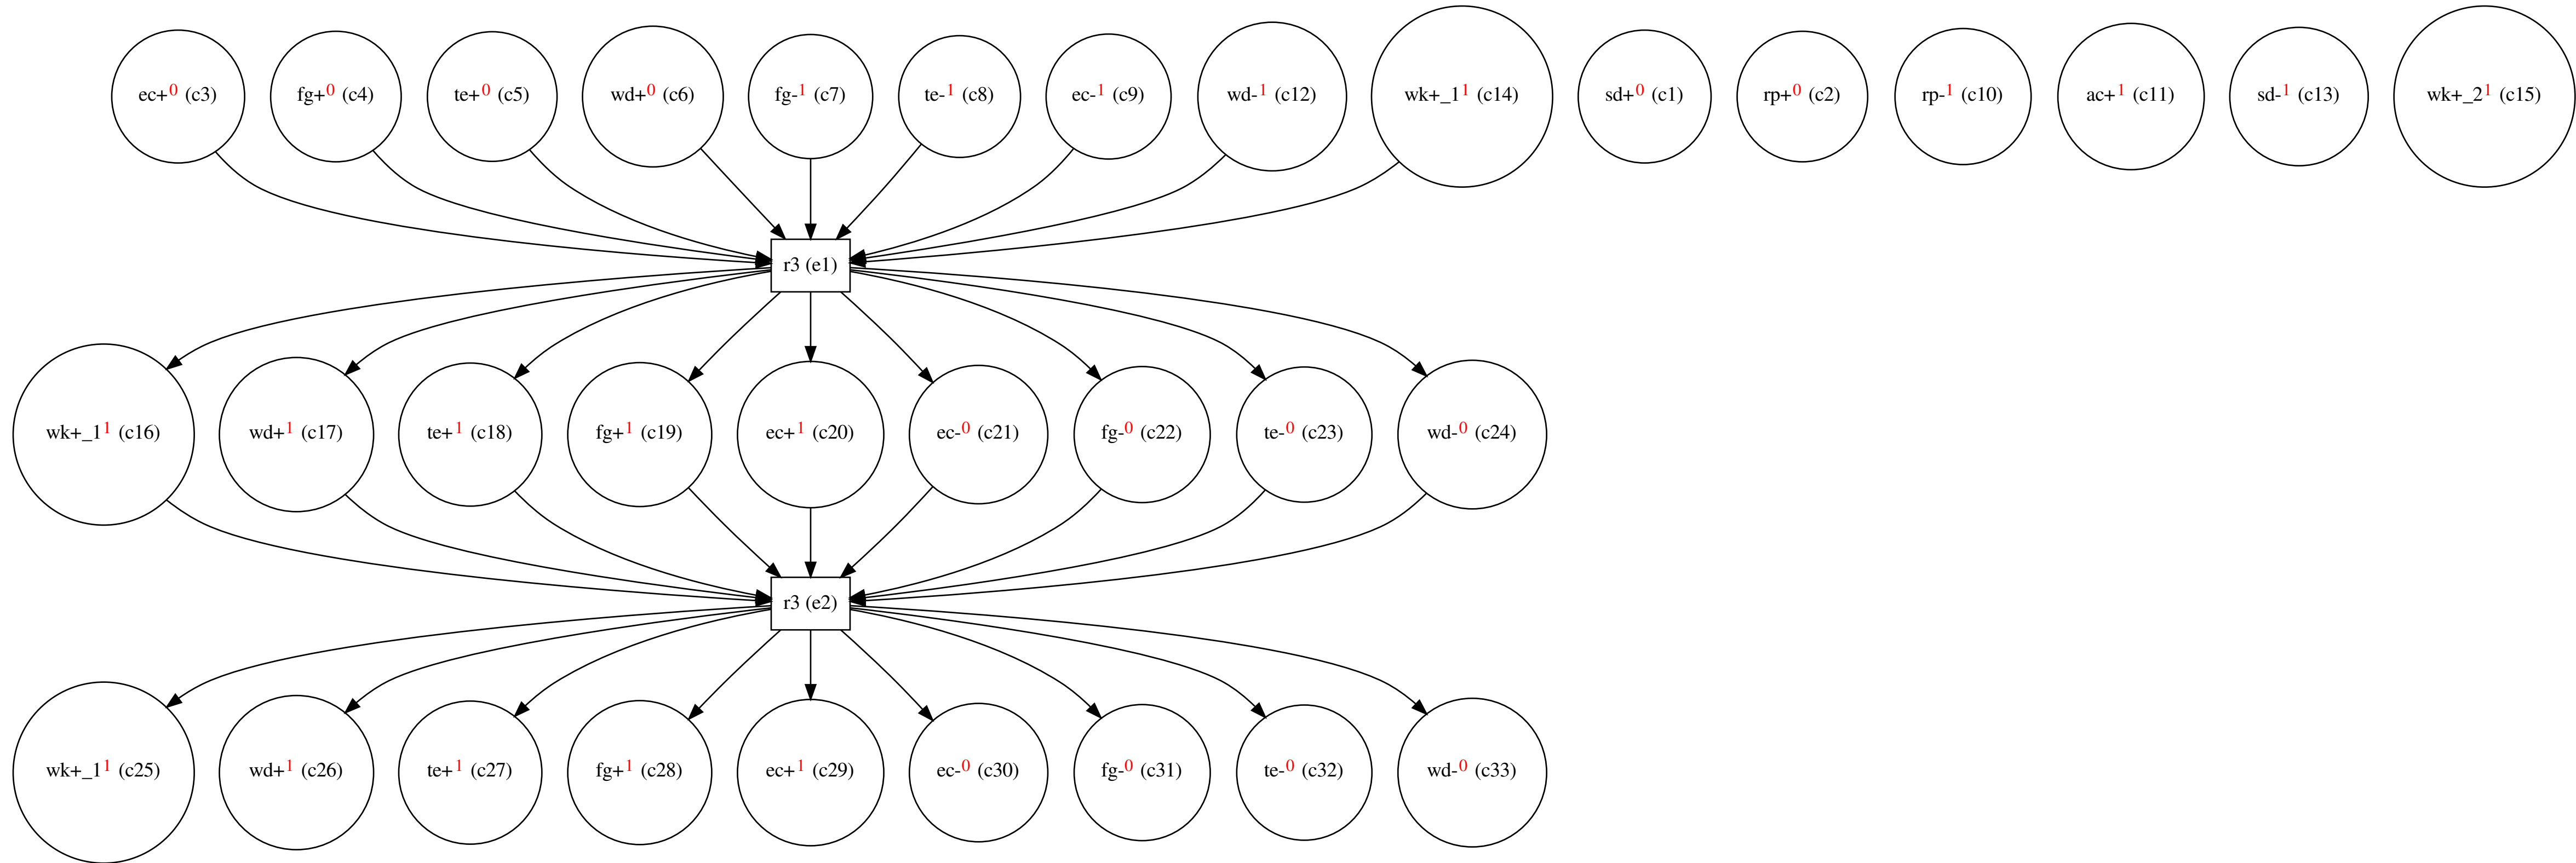 ec+0 (c3) fg+0 (c4) te+0 (c5) wd+0 (c6) fg-1 (c7) te-1 (c8) ec-1 (c9) wd-1 (c12) wk+_11 (c14) sd+0 (c1) rp+0 (c2) rp-1 (c10) ac+1 (c11) sd-1 (c13) wk+_21 (c15)
r3 (e1)
wk+_11 (c16) wd+1 (c17) te+1 (c18) fg+1 (c19) ec+1 (c20) ec-0 (c21) fg-0 (c22) te-0 (c23) wd-0 (c24)
r3 (e2)
wk+_11 (c25) wd+1 (c26) te+1 (c27) fg+1 (c28) ec+1 (c29) ec-0 (c30) fg-0 (c31) te-0 (c32) wd-0 (c33)